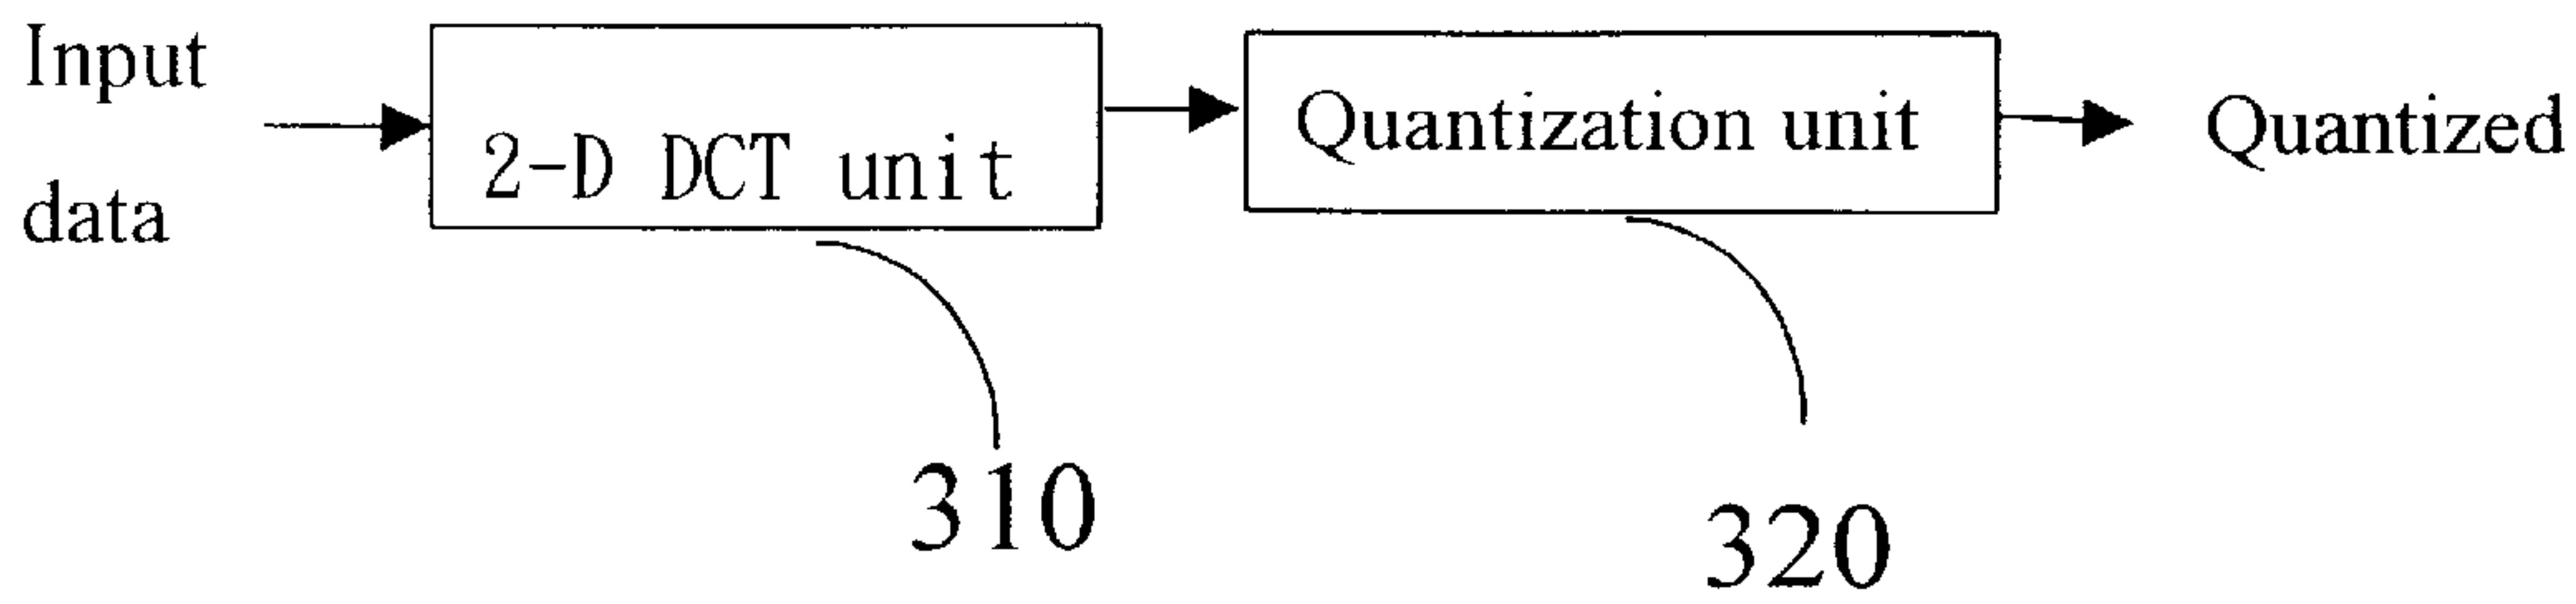 Input
data
2-D DCT unit
Quantization unit
Quantized
310
320